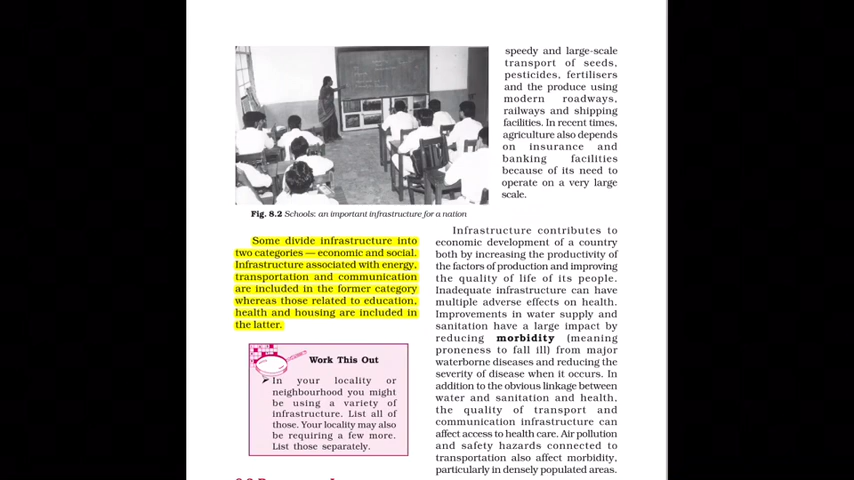 speedy and large-scale
transport of seeds,
pesticides, fertilisers
and the produce using
modern roadways,
railways and shipping
facilities. In recent times,
agriculture also depends
on insurance and
banking facilities
because of its need to
operate on a very large
scale.
Fig. 8.2 Schools: an important infrastructure for a nation
Some divide infrastructure into
two categories — economic and social.
Infrastructure associated with energy,
transportation and communication
are included in the former category
whereas those related to education,
health and housing are included in
the latter.
Work This Out
➤ In your locality or
neighbourhood you might
be using a variety of
infrastructure. List all of
those. Your locality may also
be requiring a few more.
List those separately.
Infrastructure contributes to
economic development of a country
both by increasing the productivity of
the factors of production and improving
the quality of life of its people.
Inadequate infrastructure can have
multiple adverse effects on health.
Improvements in water supply and
sanitation have a large impact by
reducing morbidity (meaning
proneness to fall ill) from major
waterborne diseases and reducing the
severity of disease when it occurs. In
addition to the obvious linkage between
water and sanitation and health,
the quality of transport and
communication infrastructure can
affect access to health care. Air pollution
and safety hazards connected to
transportation also affect morbidity,
particularly in densely populated areas.